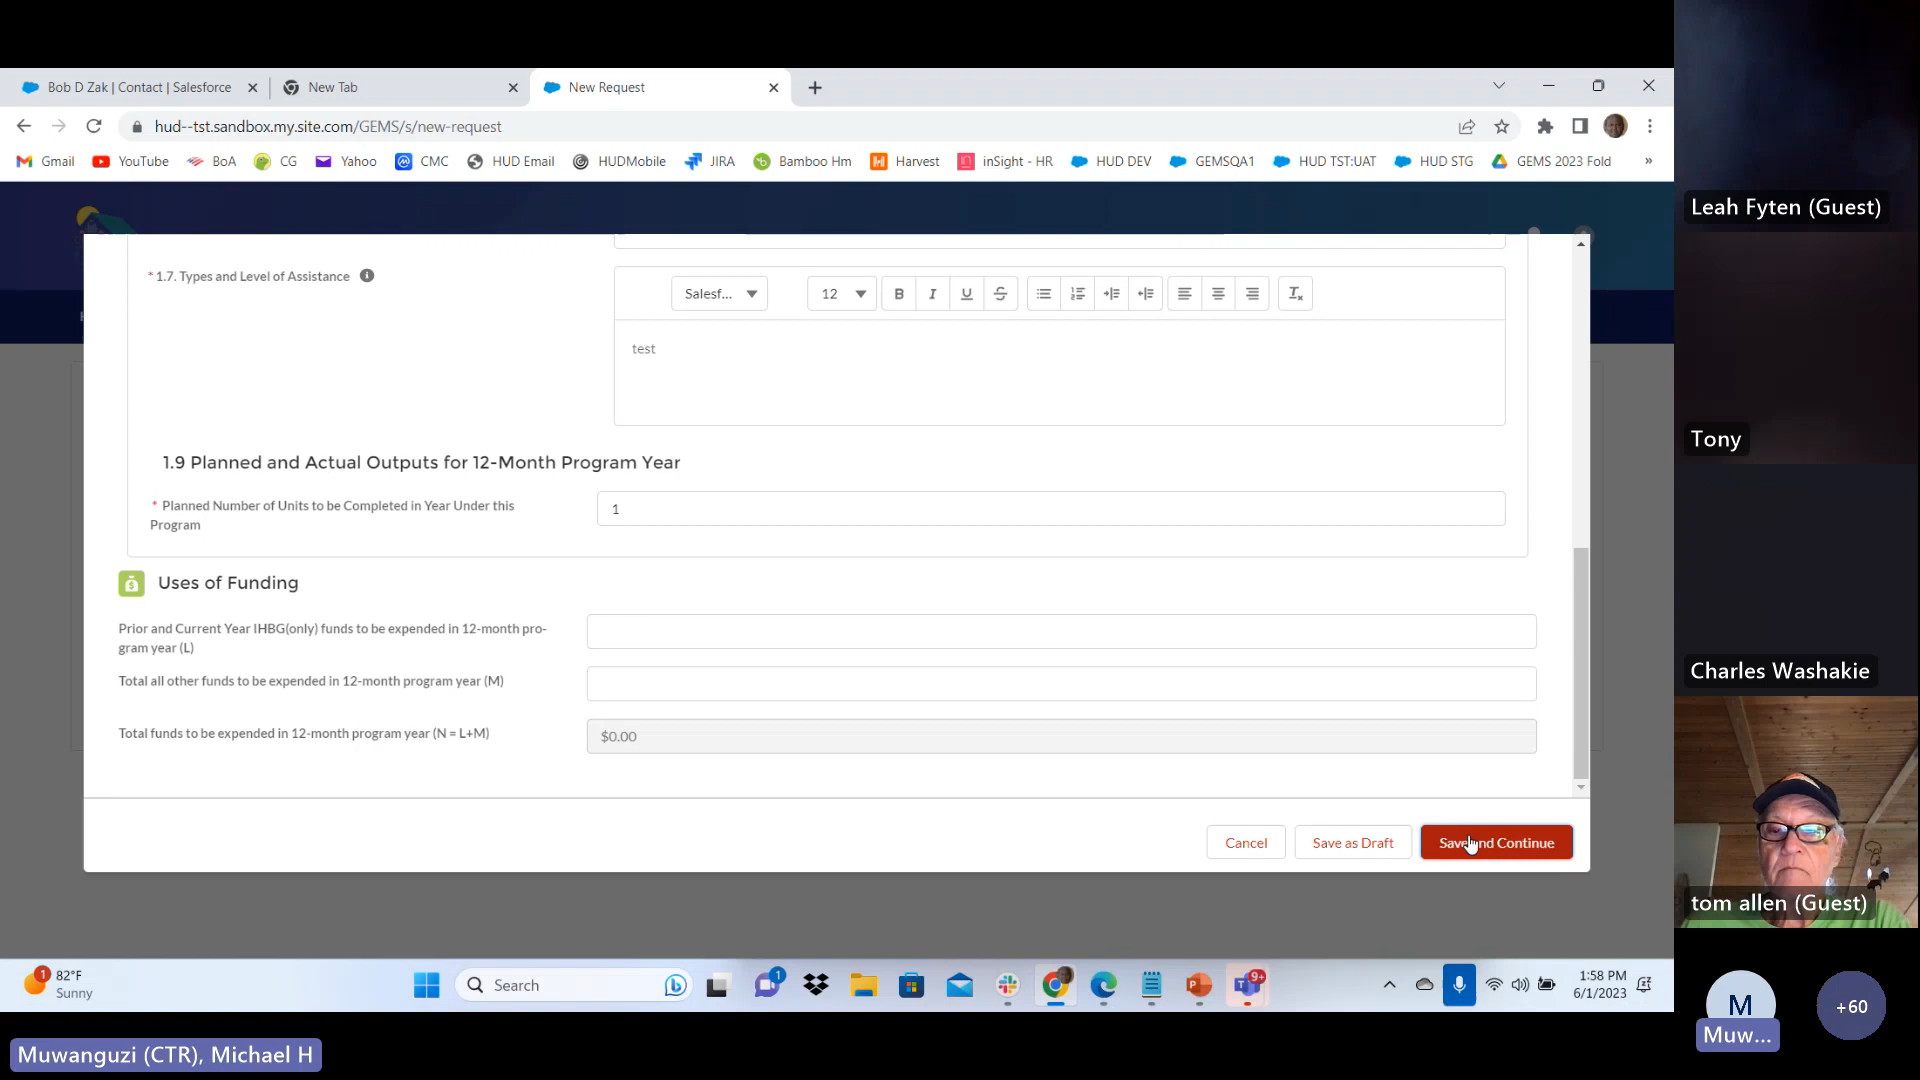 Bob D Zak | Contact | Salesforce
New Tab
New Request
hud--tst.sandbox.my.site.com/GEMS/s/new-request
Gmail
YouTube
BoA
CG
Yahoo
CMC
HUD Email
HUDMobile
JIRA
Bamboo Hm
Harvest
inSight - HR
HUD DEV
GEMSQA1
HUD TST:UAT
HUD STG
GEMS 2023 Fold
»
* 1.7. Types and Level of Assistance
Salesf...
12
B I U S
test
1.9 Planned and Actual Outputs for 12-Month Program Year
* Planned Number of Units to be Completed in Year Under this
Program
1
Uses of Funding
Prior and Current Year IHBG(only) funds to be expended in 12-month pro-
gram year (L)
Total all other funds to be expended in 12-month program year (M)
Total funds to be expended in 12-month program year (N = L+M)
$0.00
Cancel
Save as Draft
Save and Continue
1
82°F
Sunny
Search
1
9+
1:58 PM
6/1/2023
Muwanguzi (CTR), Michael H
Leah Fyten (Guest)
Tony
Charles Washakie
tom allen (Guest)
M
Muw...
+60